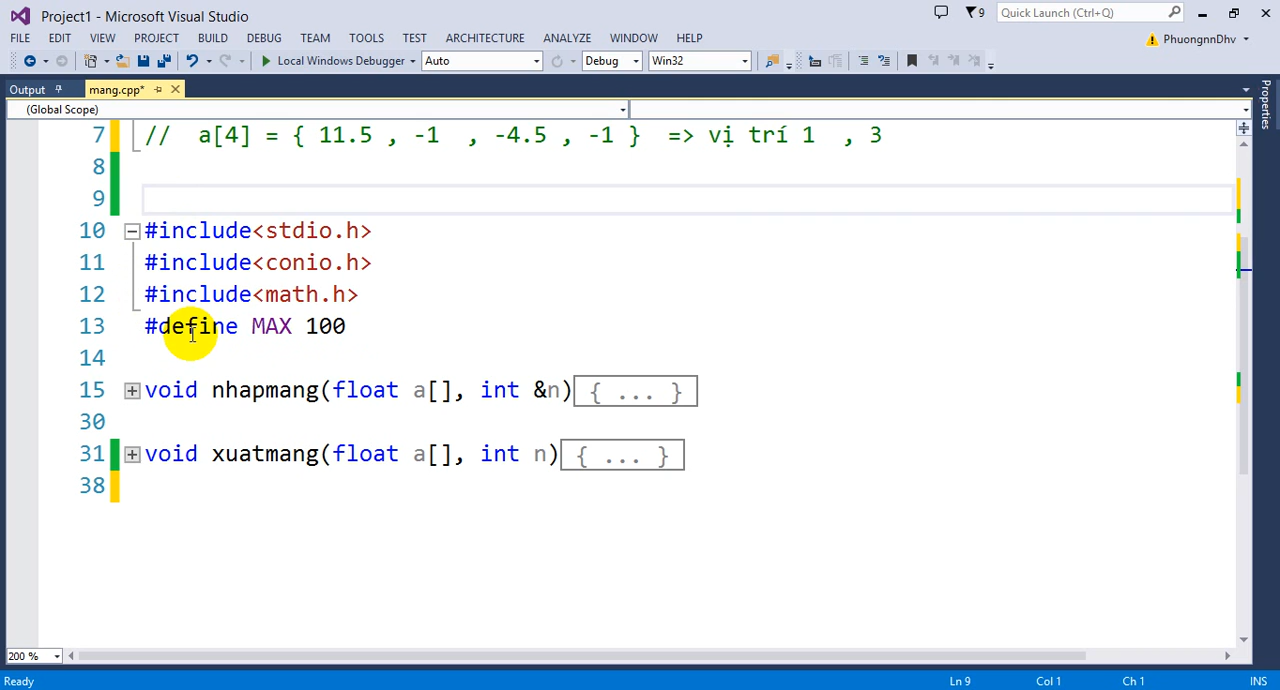 Project1 - Microsoft Visual Studio
9
Quick Launch (Ctrl+Q)
FILE EDIT VIEW PROJECT BUILD DEBUG TEAM TOOLS TEST ARCHITECTURE ANALYZE WINDOW HELP
PhuongnnDhv
Local Windows Debugger Auto Debug Win32
Output mang.cpp*
Properties
(Global Scope)
7 // a[4] = { 11.5 , -1 , -4.5 , -1 } => vị trí 1 , 3
8
9
10 #include<stdio.h>
11 #include<conio.h>
12 #include<math.h>
13 #define MAX 100
14
15 void nhapmang(float a[], int &n){ ... }
30
31 void xuatmang(float a[], int n){ ... }
38
200 %
Ready Ln 9 Col 1 Ch 1 INS